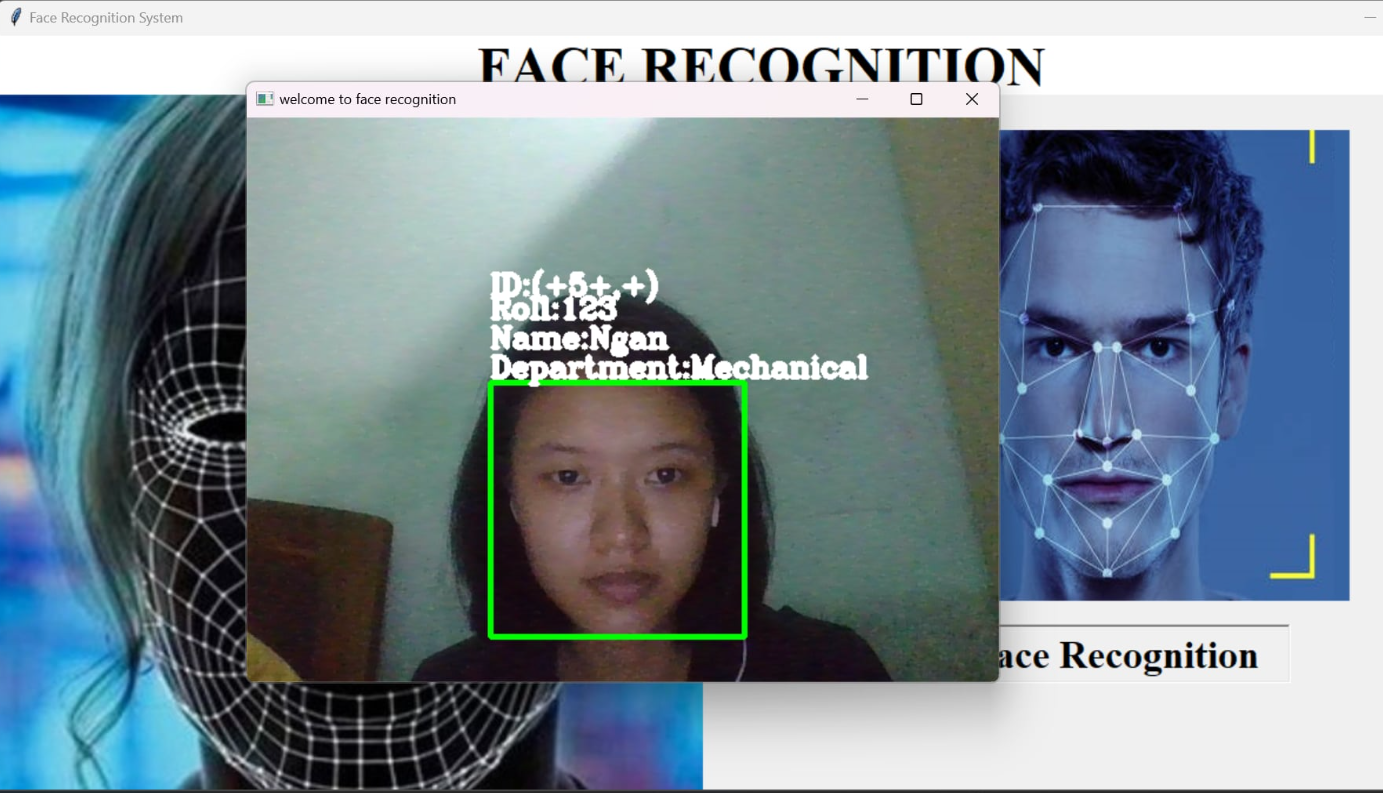 Face Recognition System
FACE RECOGNITION
welcome to face recognition
ID:(+5+,+)
Roll:123
Name:Ngan
Department:Mechanical
ace Recognition